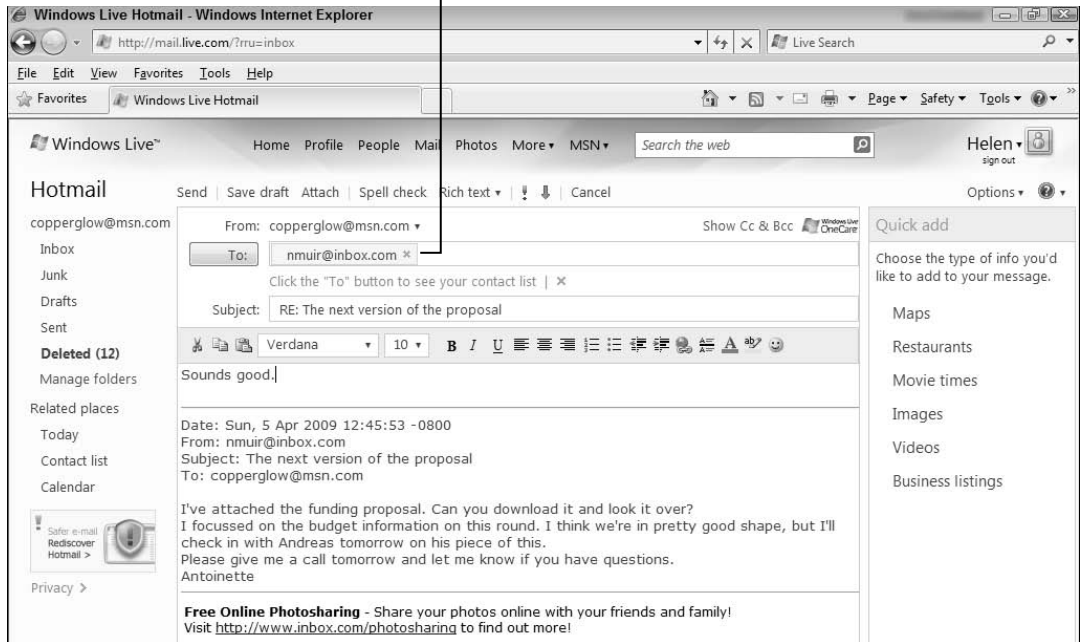 Windows Live Hotmail - Windows Internet Explorer
http://mail.live.com/?rru=inbox
Live Search
File Edit View Favorites Tools Help
Favorites Windows Live Hotmail Page Safety Tools
Windows Live™ Home Profile People Mail Photos More MSN Search the web Helen
sign out
Hotmail Send | Save draft Attach | Spell check Rich text | Cancel Options
copperglow@msn.com
Inbox
Junk
Drafts
Sent
Deleted (12)
Manage folders
Related places
Today
Contact list
Calendar
Safer e-mail
Rediscover
Hotmail >
Privacy >
From: copperglow@msn.com Show Cc & Bcc Windows Live OneCare
To: nmuir@inbox.com ×
Click the "To" button to see your contact list | ×
Subject: RE: The next version of the proposal
Verdana 10 B I U A
Sounds good.
Date: Sun, 5 Apr 2009 12:45:53 -0800
From: nmuir@inbox.com
Subject: The next version of the proposal
To: copperglow@msn.com
I've attached the funding proposal. Can you download it and look it over?
I focussed on the budget information on this round. I think we're in pretty good shape, but I'll
check in with Andreas tomorrow on his piece of this.
Please give me a call tomorrow and let me know if you have questions.
Antoinette
Free Online Photosharing - Share your photos online with your friends and family!
Visit http://www.inbox.com/photosharing to find out more!
Quick add
Choose the type of info you'd
like to add to your message.
Maps
Restaurants
Movie times
Images
Videos
Business listings